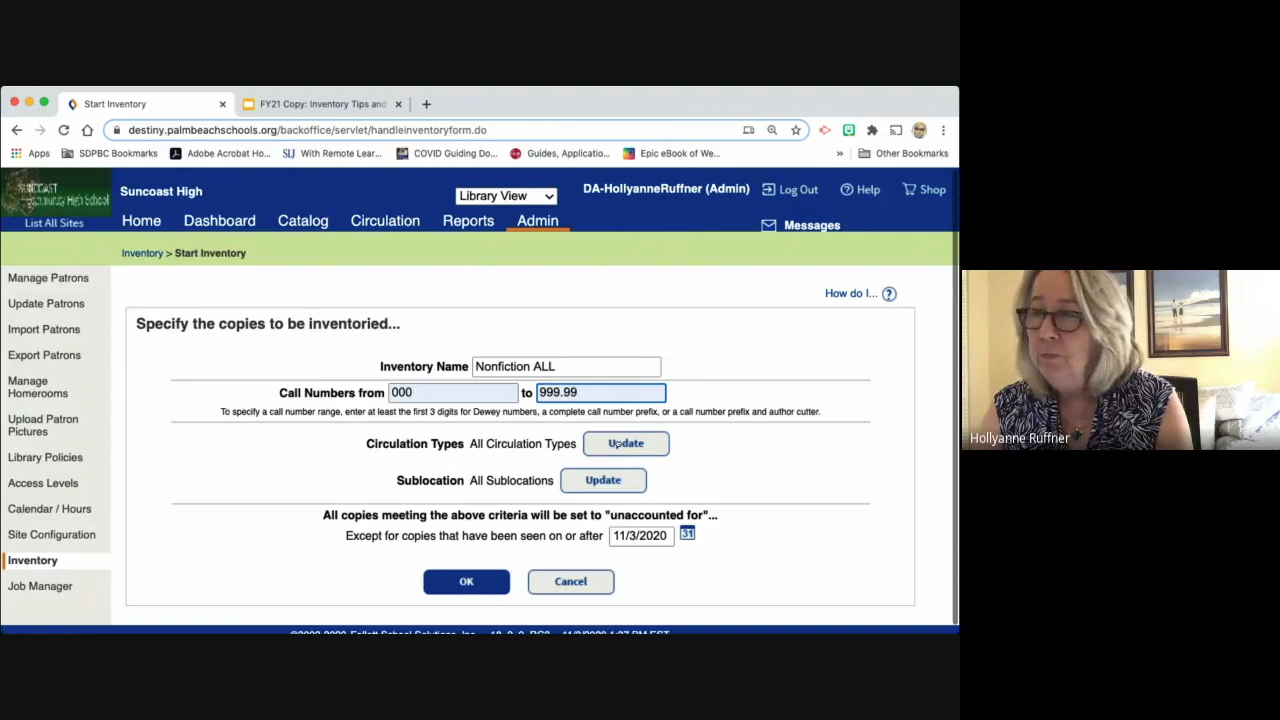 Start Inventory
FY21 Copy: Inventory Tips and
destiny.palmbeachschools.org/backoffice/servlet/handleinventoryform.do
Apps SDPBC Bookmarks Adobe Acrobat Ho... SLJ With Remote Lear... COVID Guiding Do... Guides, Applicatio... Epic eBook of We... » Other Bookmarks
SUNCOAST
Community High School
List All Sites
Suncoast High
Library View
DA-HollyanneRuffner (Admin) Log Out Help Shop
Home Dashboard Catalog Circulation Reports Admin
Messages
Inventory > Start Inventory
Manage Patrons
Update Patrons
Import Patrons
Export Patrons
Manage
Homerooms
Upload Patron
Pictures
Library Policies
Access Levels
Calendar / Hours
Site Configuration
Inventory
Job Manager
How do I... ?
Specify the copies to be inventoried...
Inventory Name Nonfiction ALL
Call Numbers from 000 to 999.99
To specify a call number range, enter at least the first 3 digits for Dewey numbers, a complete call number prefix, or a call number prefix and author cutter.
Circulation Types All Circulation Types Update
Sublocation All Sublocations Update
All copies meeting the above criteria will be set to "unaccounted for"...
Except for copies that have been seen on or after 11/3/2020 31
OK Cancel
Hollyanne Ruffner